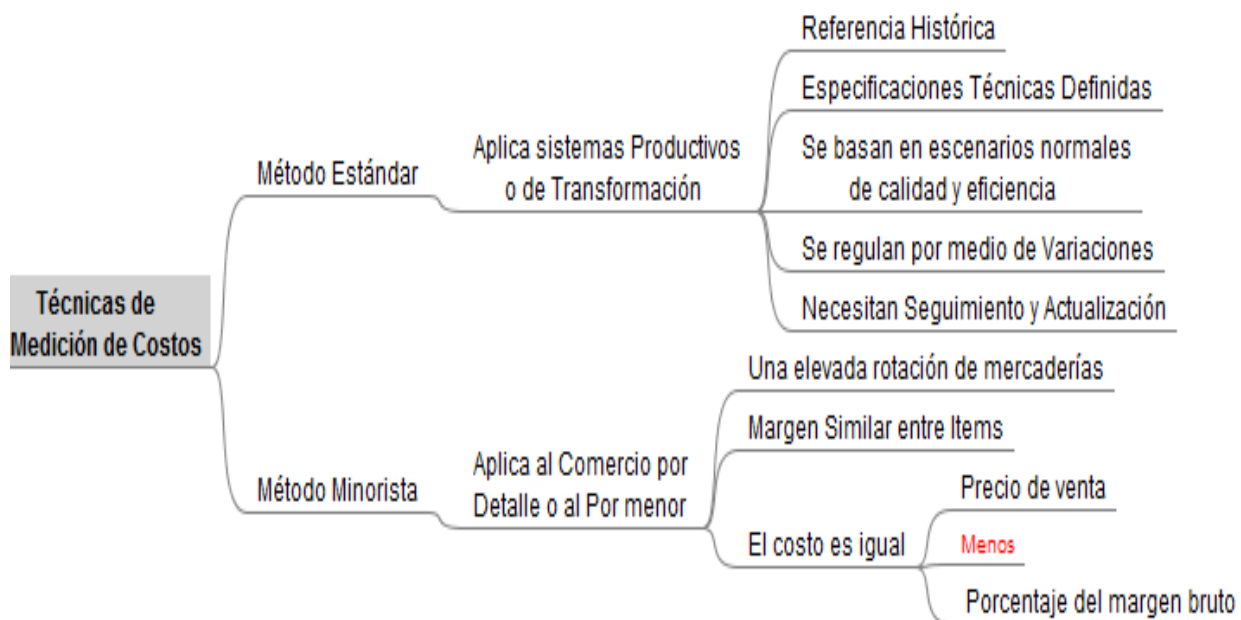 Técnicas de
Medición de Costos
Método Estándar
Aplica sistemas Productivos
o de Transformación
Referencia Histórica
Especificaciones Técnicas Definidas
Se basan en escenarios normales
de calidad y eficiencia
Se regulan por medio de Variaciones
Necesitan Seguimiento y Actualización
Método Minorista
Aplica al Comercio por
Detalle o al Por menor
Una elevada rotación de mercaderías
Margen Similar entre Items
El costo es igual
Precio de venta
Menos
Porcentaje del margen bruto